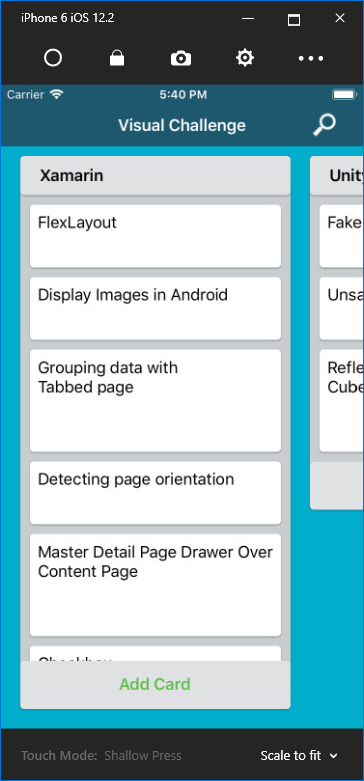 iPhone 6 iOS 12.2
Carrier
5:40 PM
Visual Challenge
Xamarin
FlexLayout
Display Images in Android
Grouping data with
Tabbed page
Detecting page orientation
Master Detail Page Drawer Over
Content Page
Checkbox
Add Card
Unity
Fake
Unsa
Refle
Cube
Touch Mode: Shallow Press
Scale to fit